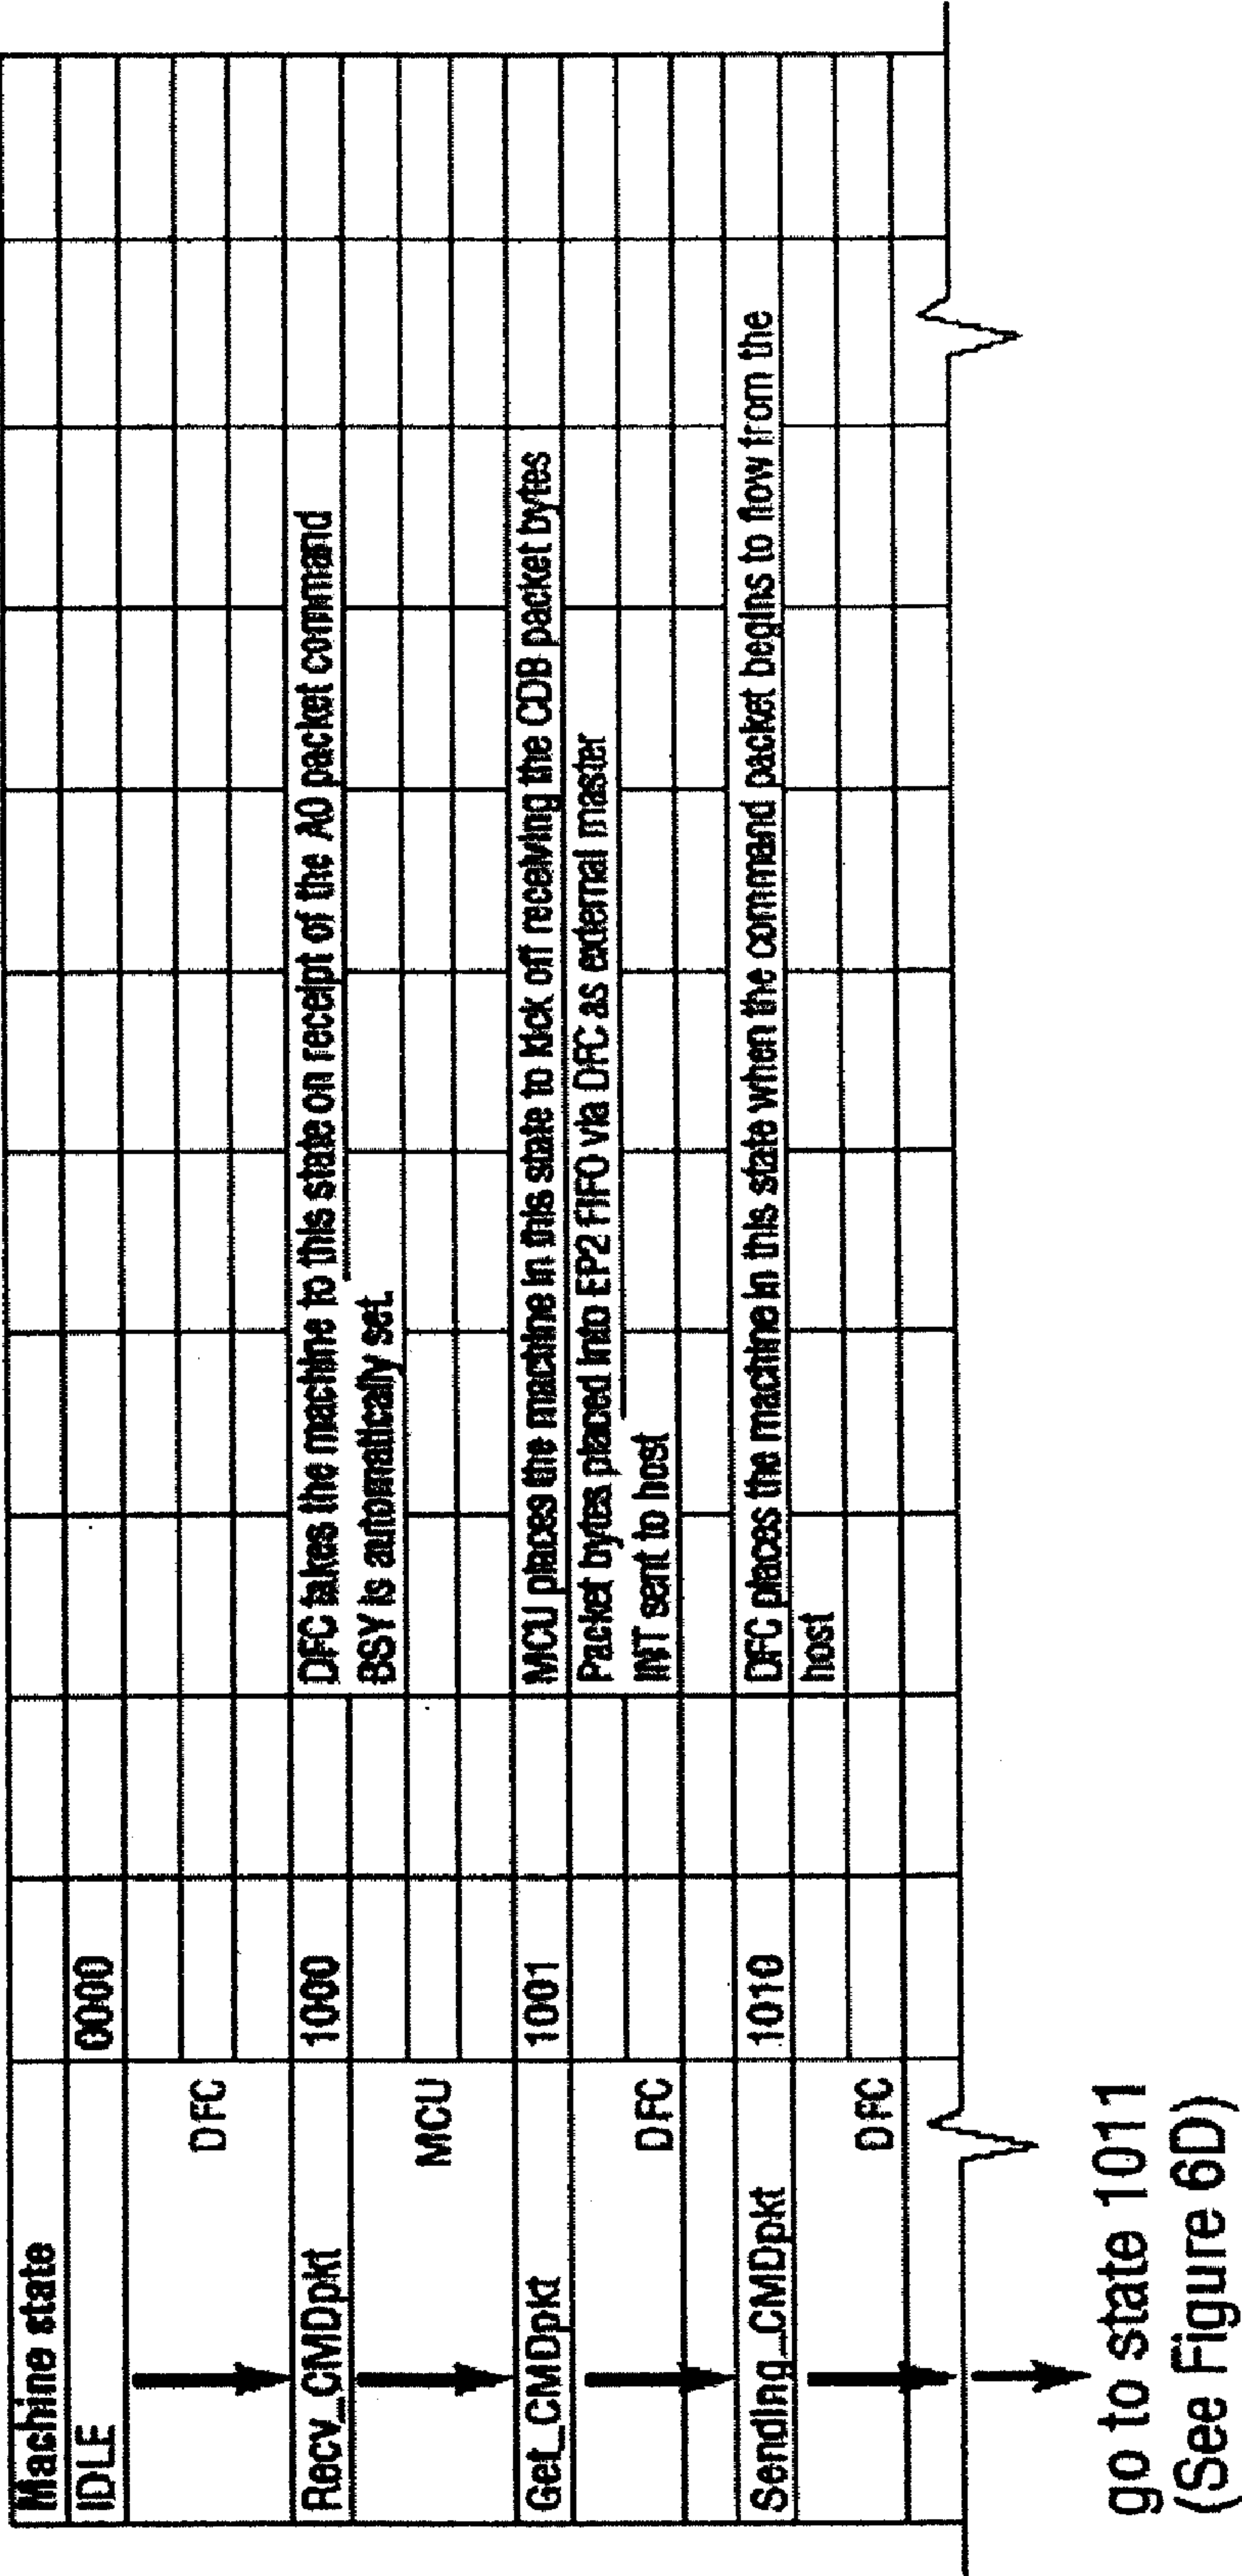 Machine state
IDLE 0000
DFC
Recv_CMDpkt 1000 DFC takes the machine to this state on receipt of the A0 packet command
BSY is automatically set.
MCU
Get_CMDpkt 1001 MCU places the machine in this state to kick off receiving the CDB packet bytes
Packet bytes placed into EP2 FIFO via DFC as external master
DFC INT sent to host
Sending_CMDpkt 1010 DFC places the machine in this state when the command packet begins to flow from the
host
DFC
go to state 1011
(See Figure 6D)